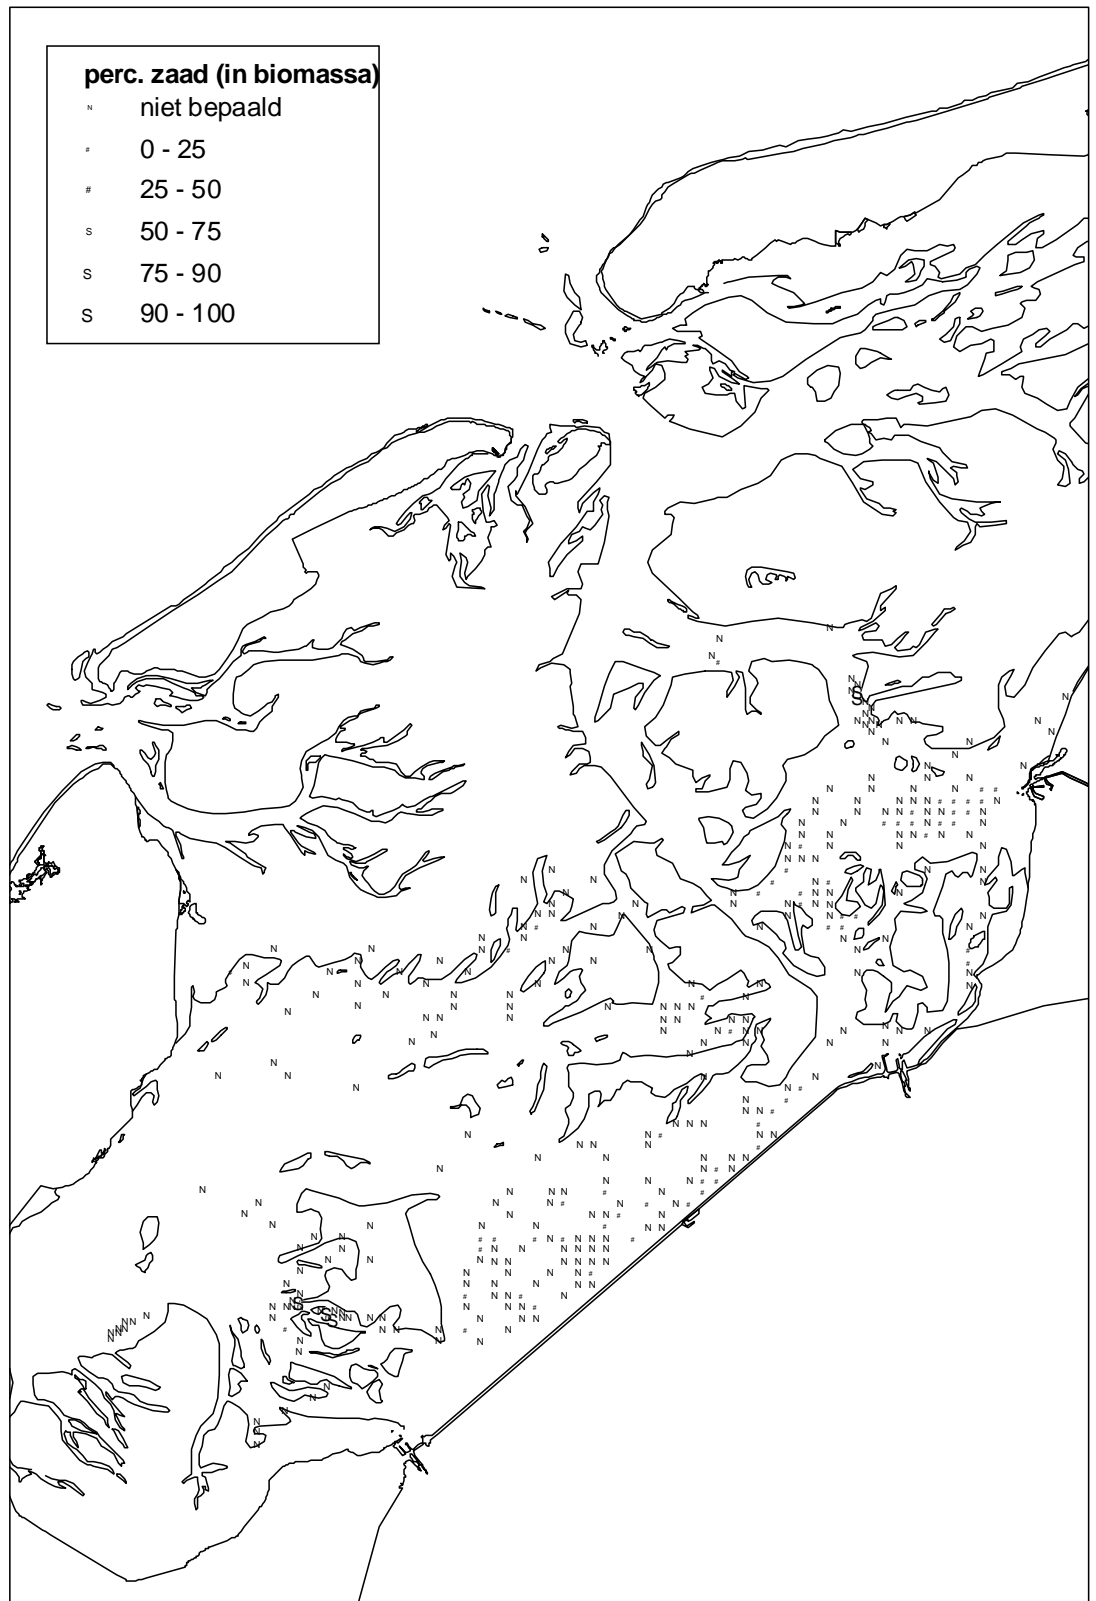 perc. zaad (in biomassa)
N niet bepaald
# 0 - 25
# 25 - 50
S 50 - 75
S 75 - 90
S 90 - 100